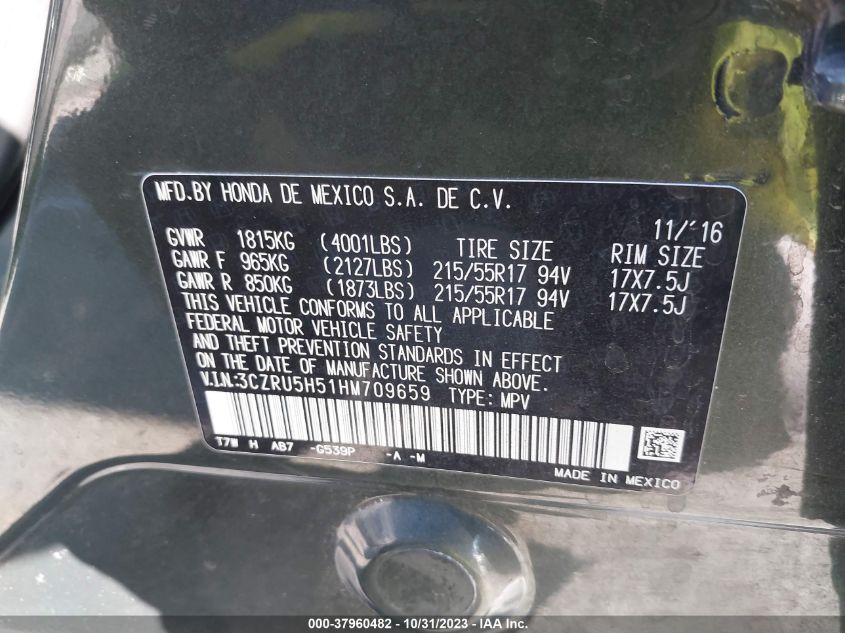 MFD.BY HONDA DE MEXICO S.A. DE C.V.
11/'16
GVWR 1815KG (4001LBS) TIRE SIZE RIM SIZE
GAWR F 965KG (2127LBS) 215/55R17 94V 17X7.5J
GAWR R 850KG (1873LBS) 215/55R17 94V 17X7.5J
THIS VEHICLE CONFORMS TO ALL APPLICABLE
FEDERAL MOTOR VEHICLE SAFETY
AND THEFT PREVENTION STANDARDS IN EFFECT
ON THE DATE OF MANUFACTURE SHOWN ABOVE.
V.I.N:3CZRU5H51HM709659 TYPE: MPV
T7W H AB7 -G539P -A -M
MADE IN MEXICO
000-37960482 - 10/31/2023 - IAA Inc.